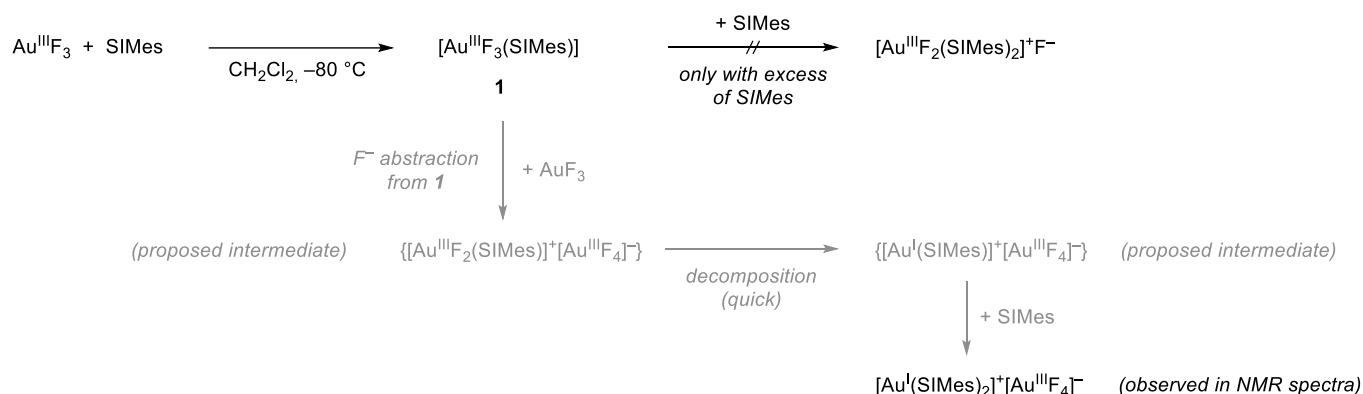 + SIMes
Au^III F₃ + SIMes [Au^III F₃(SIMes)] [Au^III F₂(SIMes)₂]⁺F⁻
CH₂Cl₂, –80 °C only with excess
1 of SIMes
F⁻ abstraction
from 1 + AuF₃
(proposed intermediate) {[Au^III F₂(SIMes)]⁺[Au^III F₄]⁻} {[Au^I(SIMes)]⁺[Au^III F₄]⁻} (proposed intermediate)
decomposition
(quick)
+ SIMes
[Au^I(SIMes)₂]⁺[Au^III F₄]⁻ (observed in NMR spectra)